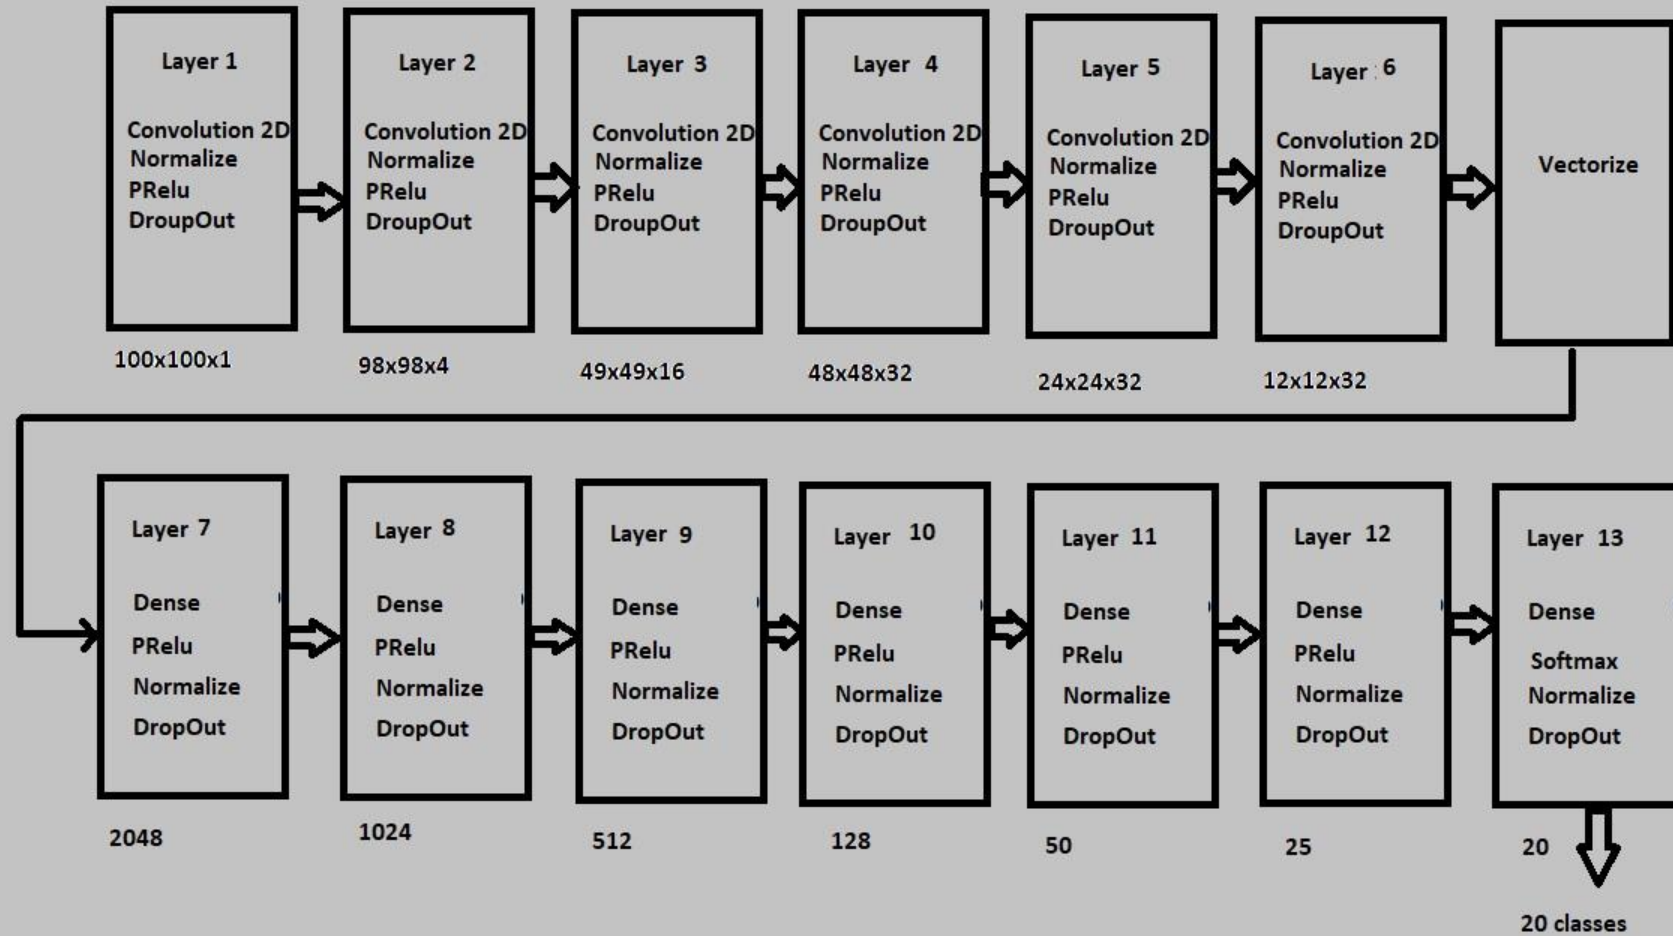 Layer 1
Convolution 2D
Normalize
PRelu
DroupOut
100x100x1
Layer 2
Convolution 2D
Normalize
PRelu
DroupOut
98x98x4
Layer 3
Convolution 2D
Normalize
PRelu
DroupOut
49x49x16
Layer 4
Convolution 2D
Normalize
PRelu
DroupOut
48x48x32
Layer 5
Convolution 2D
Normalize
PRelu
DroupOut
24x24x32
Layer 6
Convolution 2D
Normalize
PRelu
DroupOut
12x12x32
Vectorize
Layer 7
Dense
PRelu
Normalize
DropOut
2048
Layer 8
Dense
PRelu
Normalize
DropOut
1024
Layer 9
Dense
PRelu
Normalize
DropOut
512
Layer 10
Dense
PRelu
Normalize
DropOut
128
Layer 11
Dense
PRelu
Normalize
DropOut
50
Layer 12
Dense
PRelu
Normalize
DropOut
25
Layer 13
Dense
Softmax
Normalize
DropOut
20
20 classes